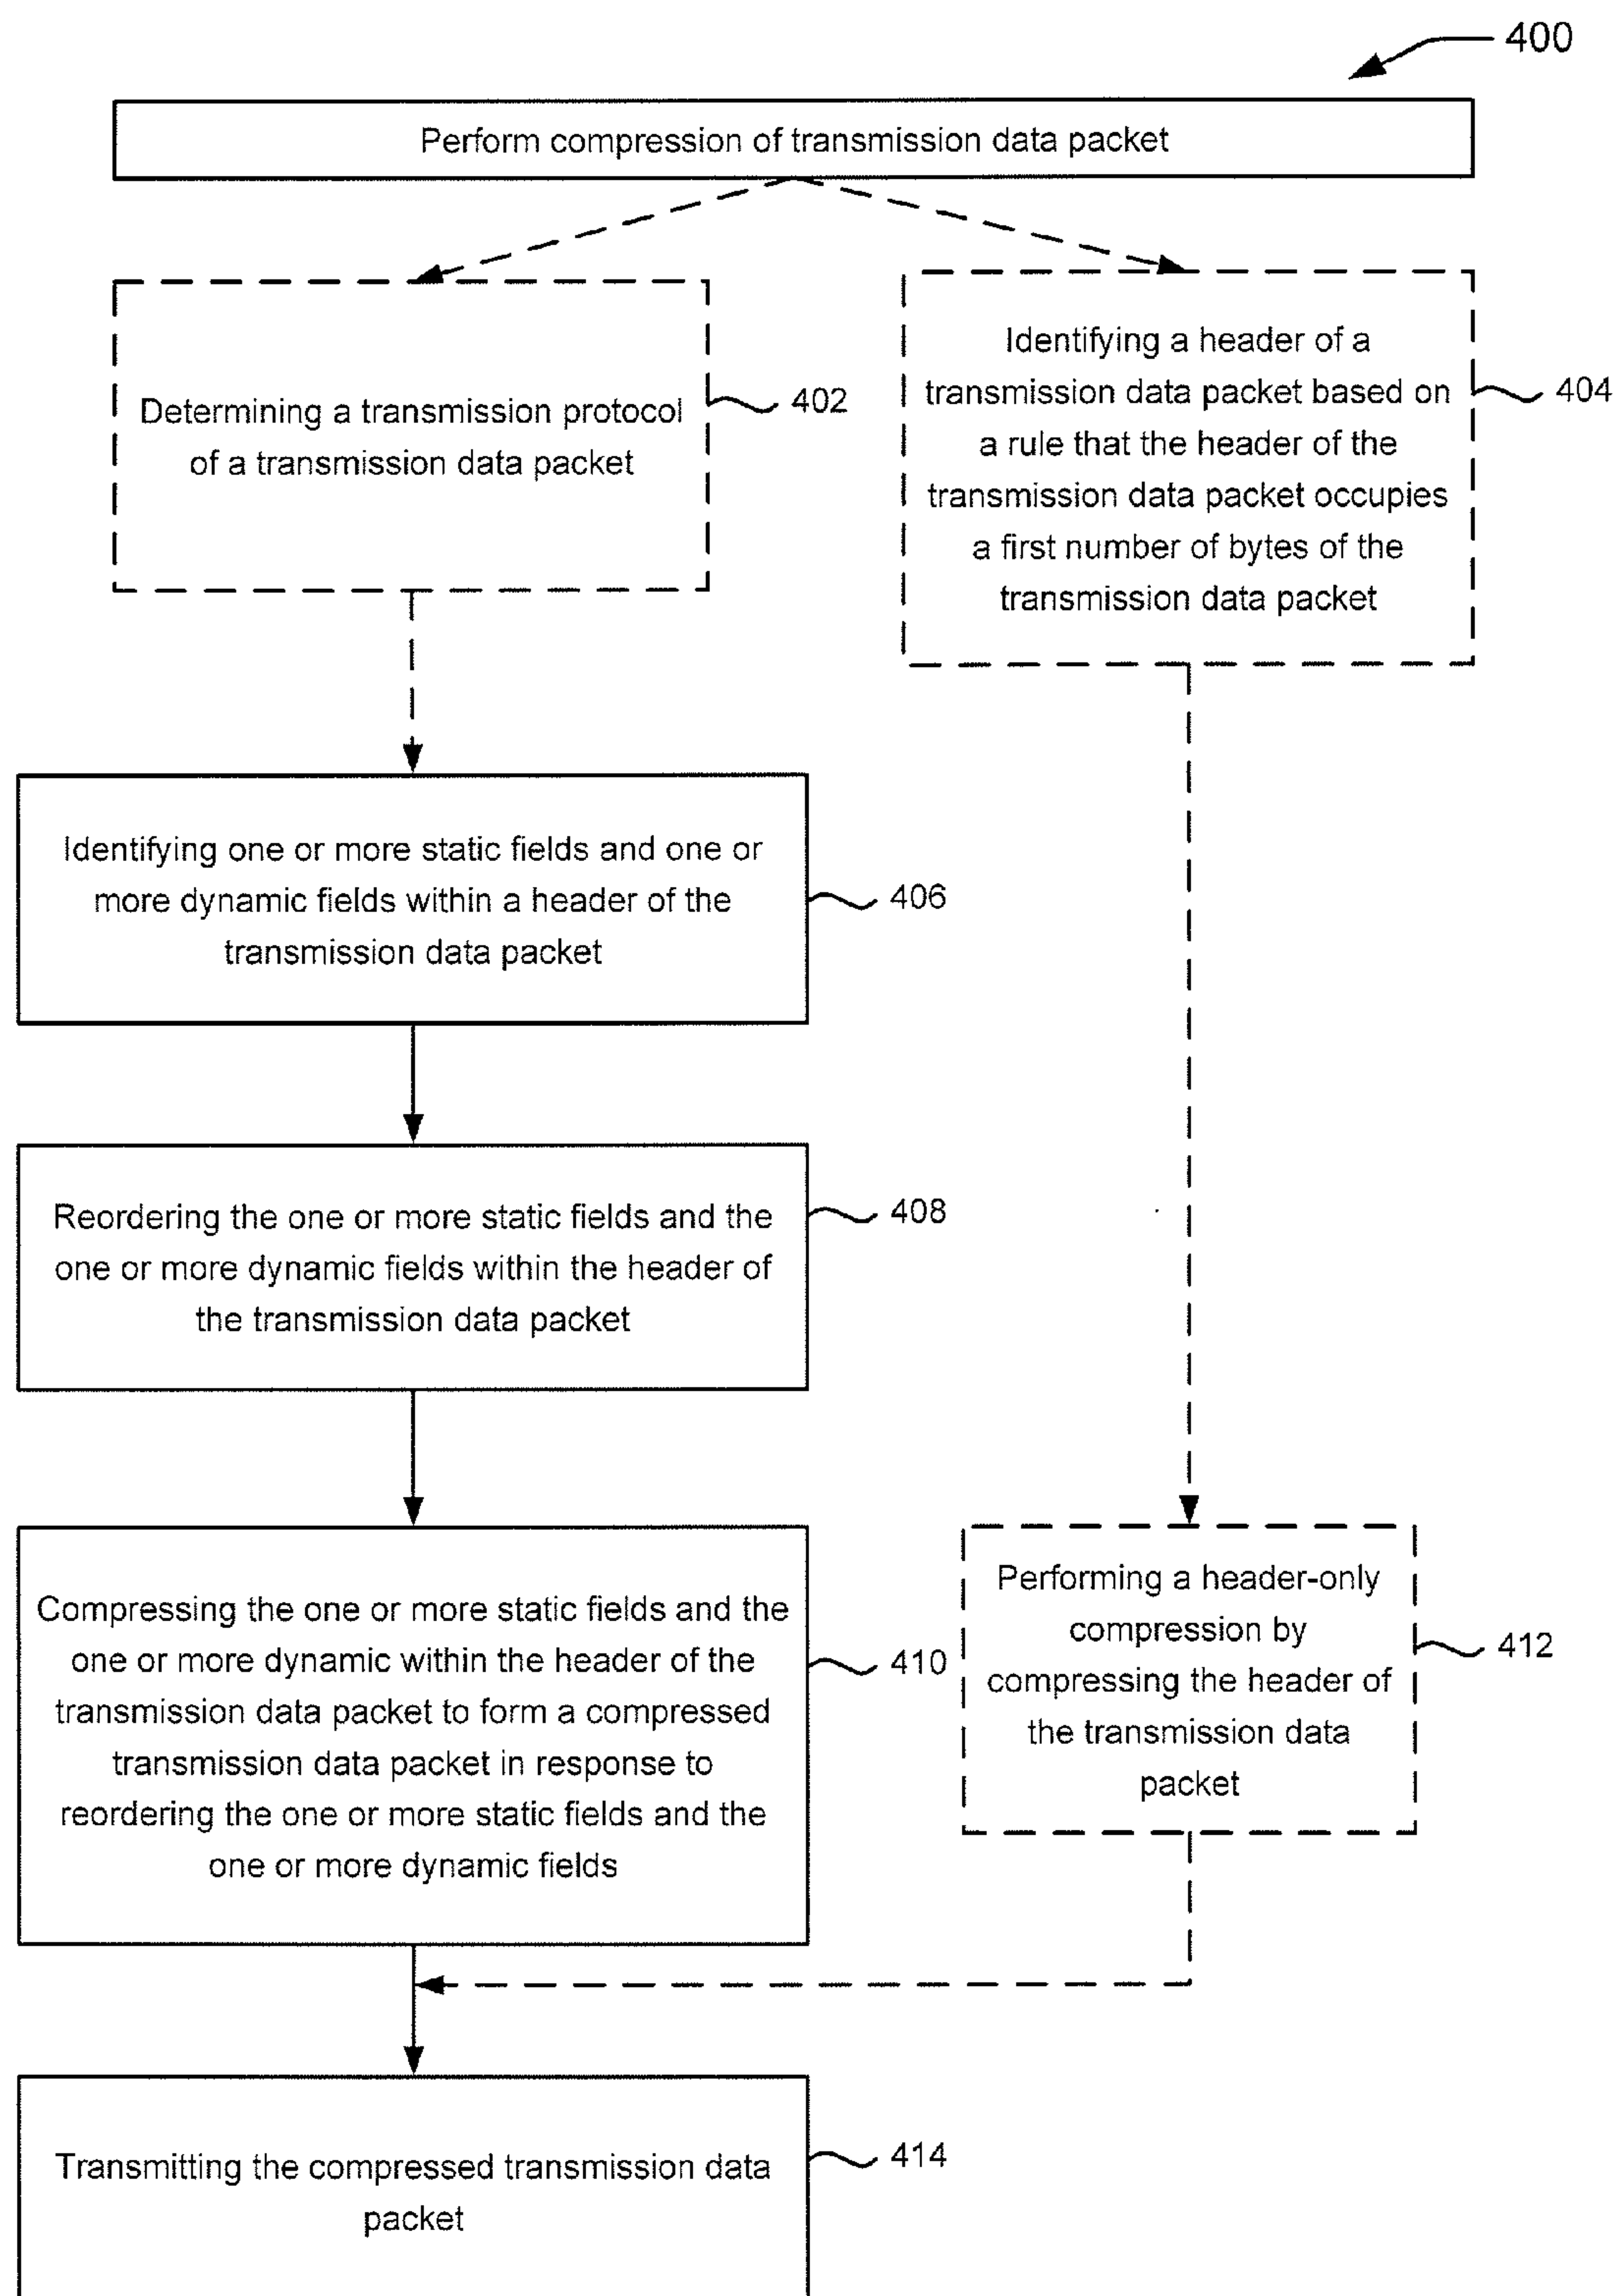 400
Perform compression of transmission data packet
Determining a transmission protocol
of a transmission data packet
402
Identifying a header of a
transmission data packet based on
a rule that the header of the
transmission data packet occupies
a first number of bytes of the
transmission data packet
404
Identifying one or more static fields and one or
more dynamic fields within a header of the
transmission data packet
406
Reordering the one or more static fields and the
one or more dynamic fields within the header of
the transmission data packet
408
Compressing the one or more static fields and the
one or more dynamic within the header of the
transmission data packet to form a compressed
transmission data packet in response to
reordering the one or more static fields and the
one or more dynamic fields
410
Performing a header-only
compression by
compressing the header of
the transmission data
packet
412
Transmitting the compressed transmission data
packet
414